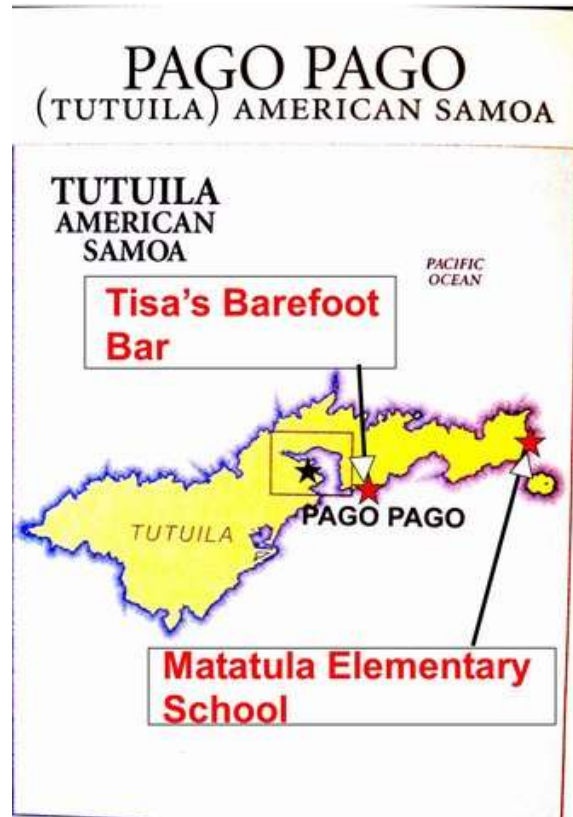 PAGO PAGO
(TUTUILA) AMERICAN SAMOA
TUTUILA
AMERICAN
SAMOA
PACIFIC
OCEAN
Tisa's Barefoot
Bar
PAGO PAGO
TUTUILA
Matatula Elementary
School